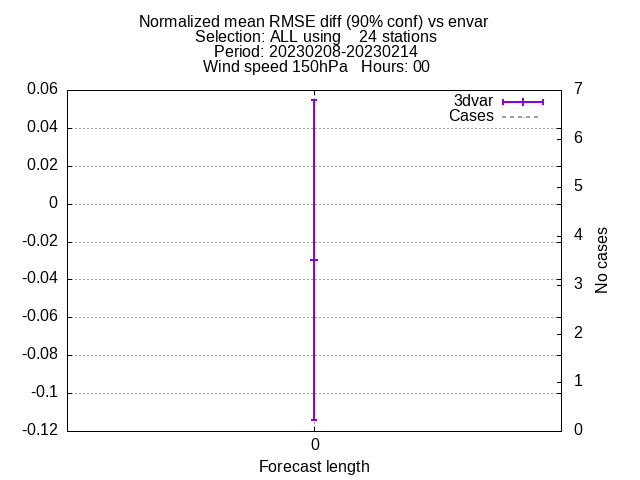 Normalized mean RMSE diff (90% conf) vs envar
Selection: ALL using    24 stations
Period: 20230208-20230214
Wind speed 150hPa   Hours: 00
3dvar
Cases
0.06
0.04
0.02
0
-0.02
-0.04
-0.06
-0.08
-0.1
-0.12
7
6
5
4
3
2
1
0
No cases
0
Forecast length